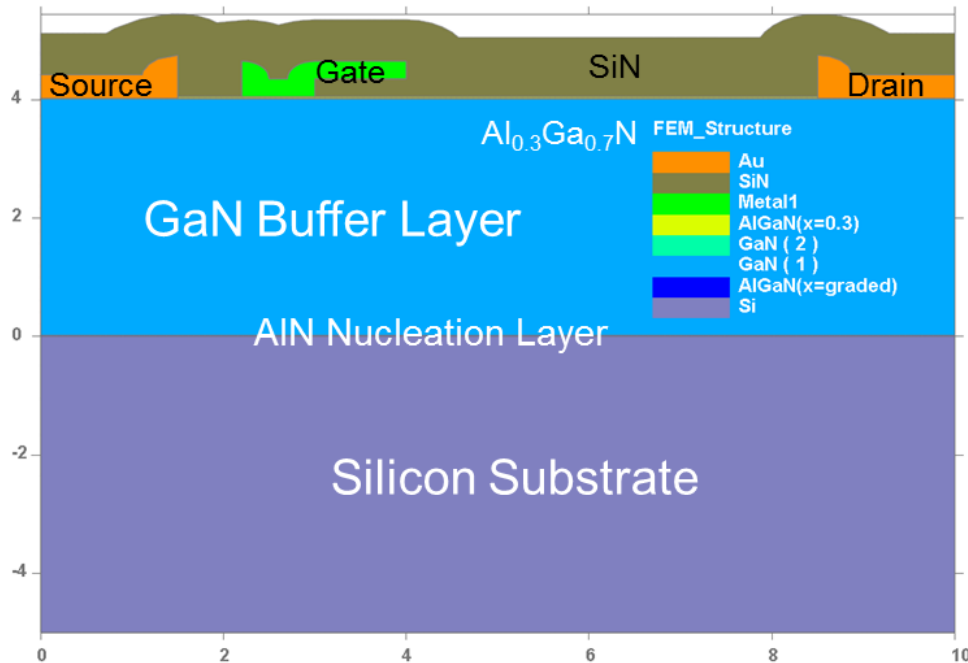 Source
Gate
SiN
Drain
Al0.3Ga0.7N
FEM_Structure
Au
SiN
Metal1
AlGaN(x=0.3)
GaN ( 2 )
GaN ( 1 )
AlGaN(x=graded)
Si
GaN Buffer Layer
AlN Nucleation Layer
Silicon Substrate
4
2
0
-2
-4
0 2 4 6 8 10